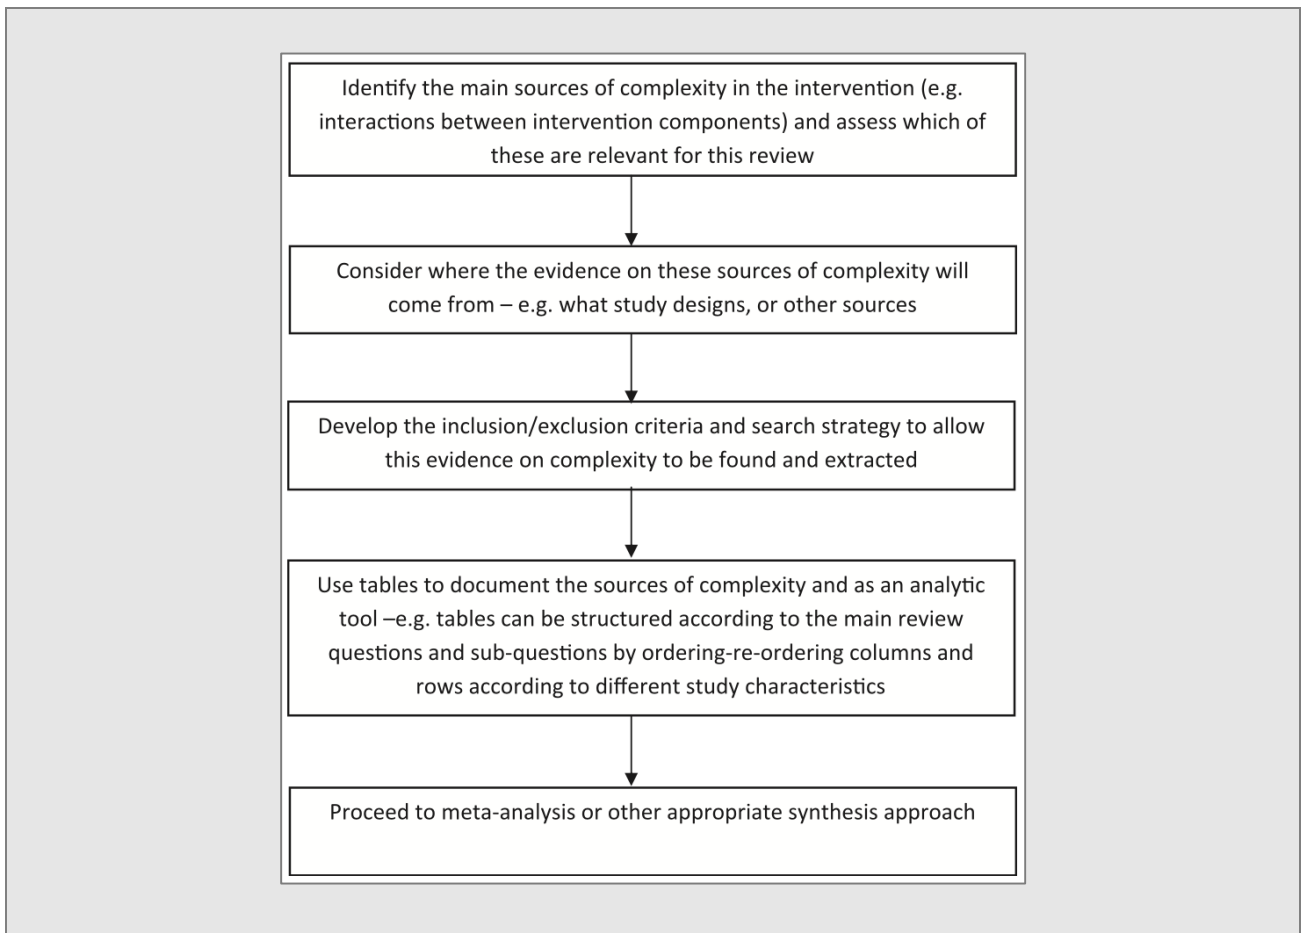 Identify the main sources of complexity in the intervention (e.g.
interactions between intervention components) and assess which of
these are relevant for this review
Consider where the evidence on these sources of complexity will
come from – e.g. what study designs, or other sources
Develop the inclusion/exclusion criteria and search strategy to allow
this evidence on complexity to be found and extracted
Use tables to document the sources of complexity and as an analytic
tool –e.g. tables can be structured according to the main review
questions and sub-questions by ordering-re-ordering columns and
rows according to different study characteristics
Proceed to meta-analysis or other appropriate synthesis approach